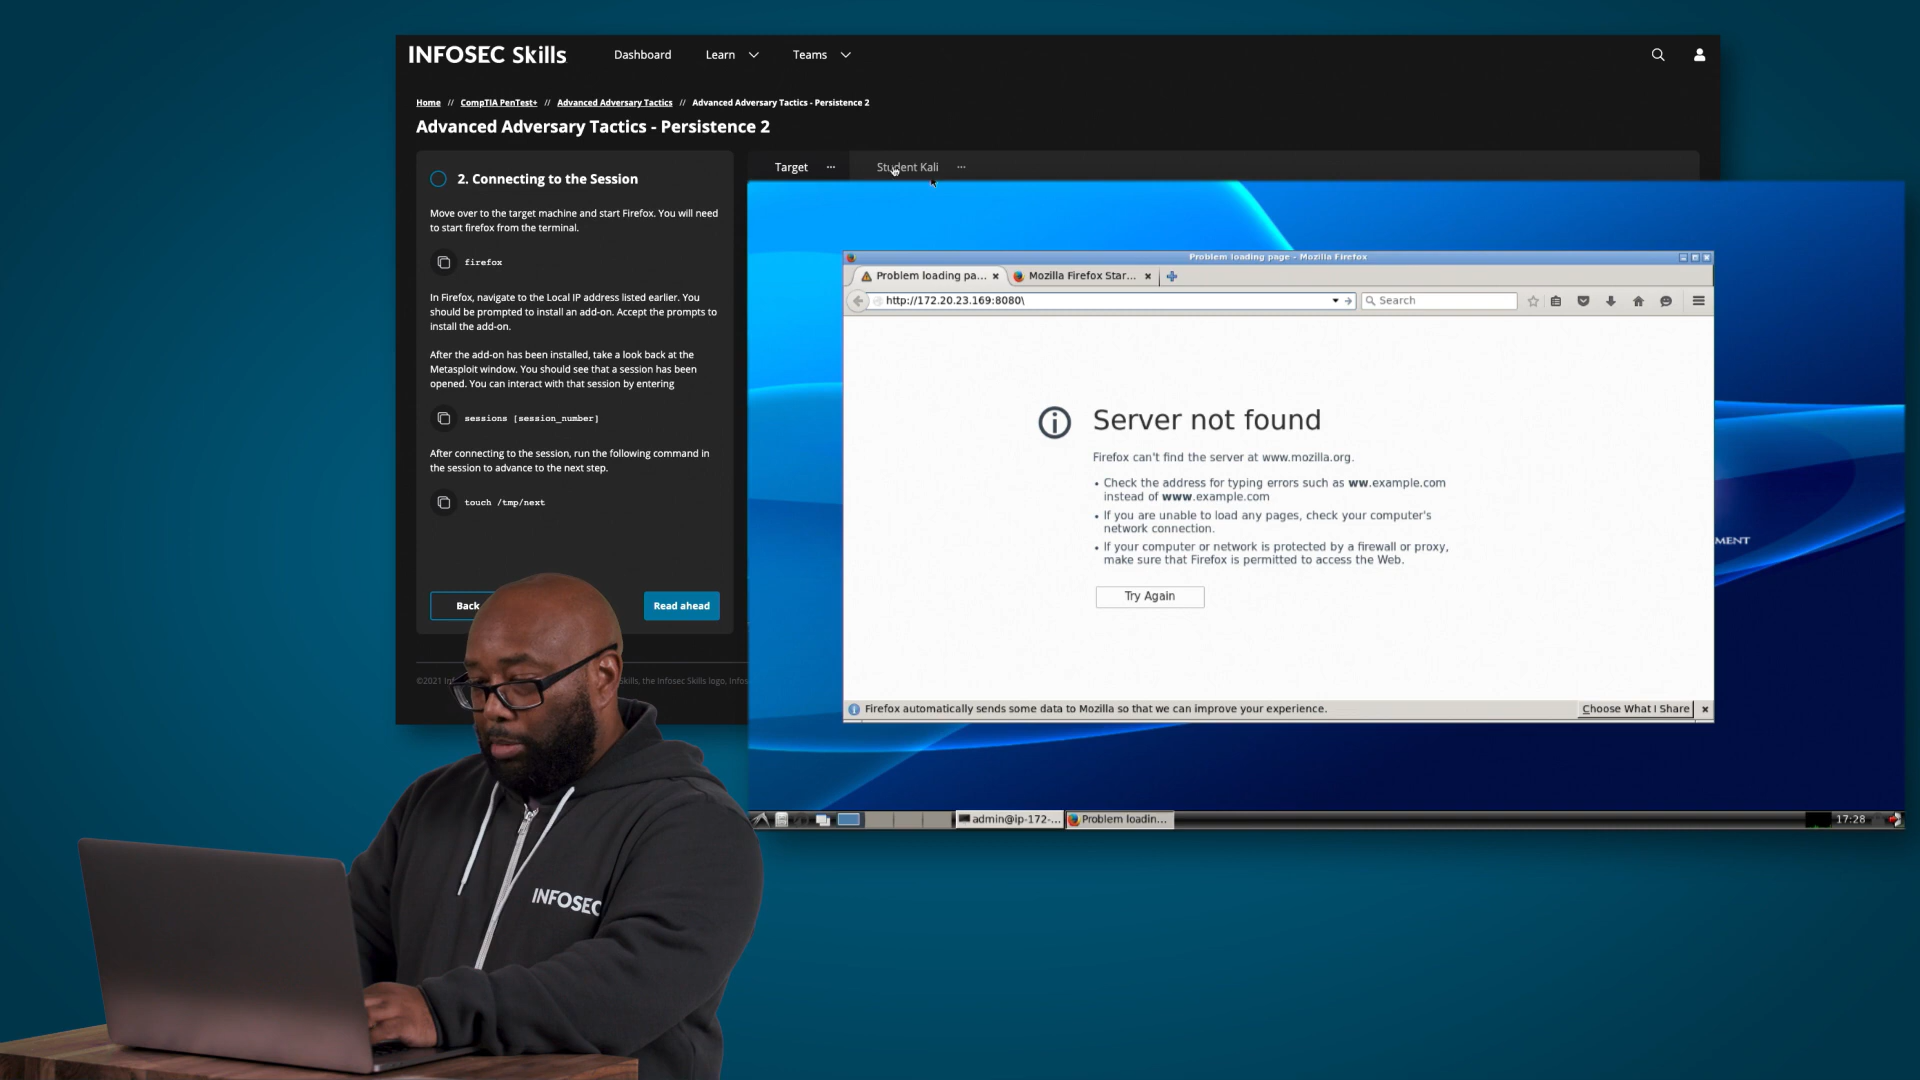 INFOSEC Skills
Dashboard
Learn
Teams
Home // CompTIA PenTest+ // Advanced Adversary Tactics // Advanced Adversary Tactics - Persistence 2
Advanced Adversary Tactics - Persistence 2
2. Connecting to the Session
Move over to the target machine and start Firefox. You will need
to start firefox from the terminal.
firefox
In Firefox, navigate to the Local IP address listed earlier. You
should be prompted to install an add-on. Accept the prompts to
install the add-on.
After the add-on has been installed, take a look back at the
Metasploit window. You should see that a session has been
opened. You can interact with that session by entering
sessions [session_number]
After connecting to the session, run the following command in
the session to advance to the next step.
touch /tmp/next
Back
Read ahead
©2021
Skills, the Infosec Skills logo, Infos
Target ...
Student Kali ...
Problem loading page - Mozilla Firefox
Problem loading pa...
Mozilla Firefox Star...
http://172.20.23.169:8080\
Search
Server not found
Firefox can't find the server at www.mozilla.org.
• Check the address for typing errors such as ww.example.com
instead of www.example.com
• If you are unable to load any pages, check your computer's
network connection.
• If your computer or network is protected by a firewall or proxy,
make sure that Firefox is permitted to access the Web.
Try Again
Firefox automatically sends some data to Mozilla so that we can improve your experience.
Choose What I Share
MENT
admin@ip-172-...
Problem loadin...
17:28
INFOSEC